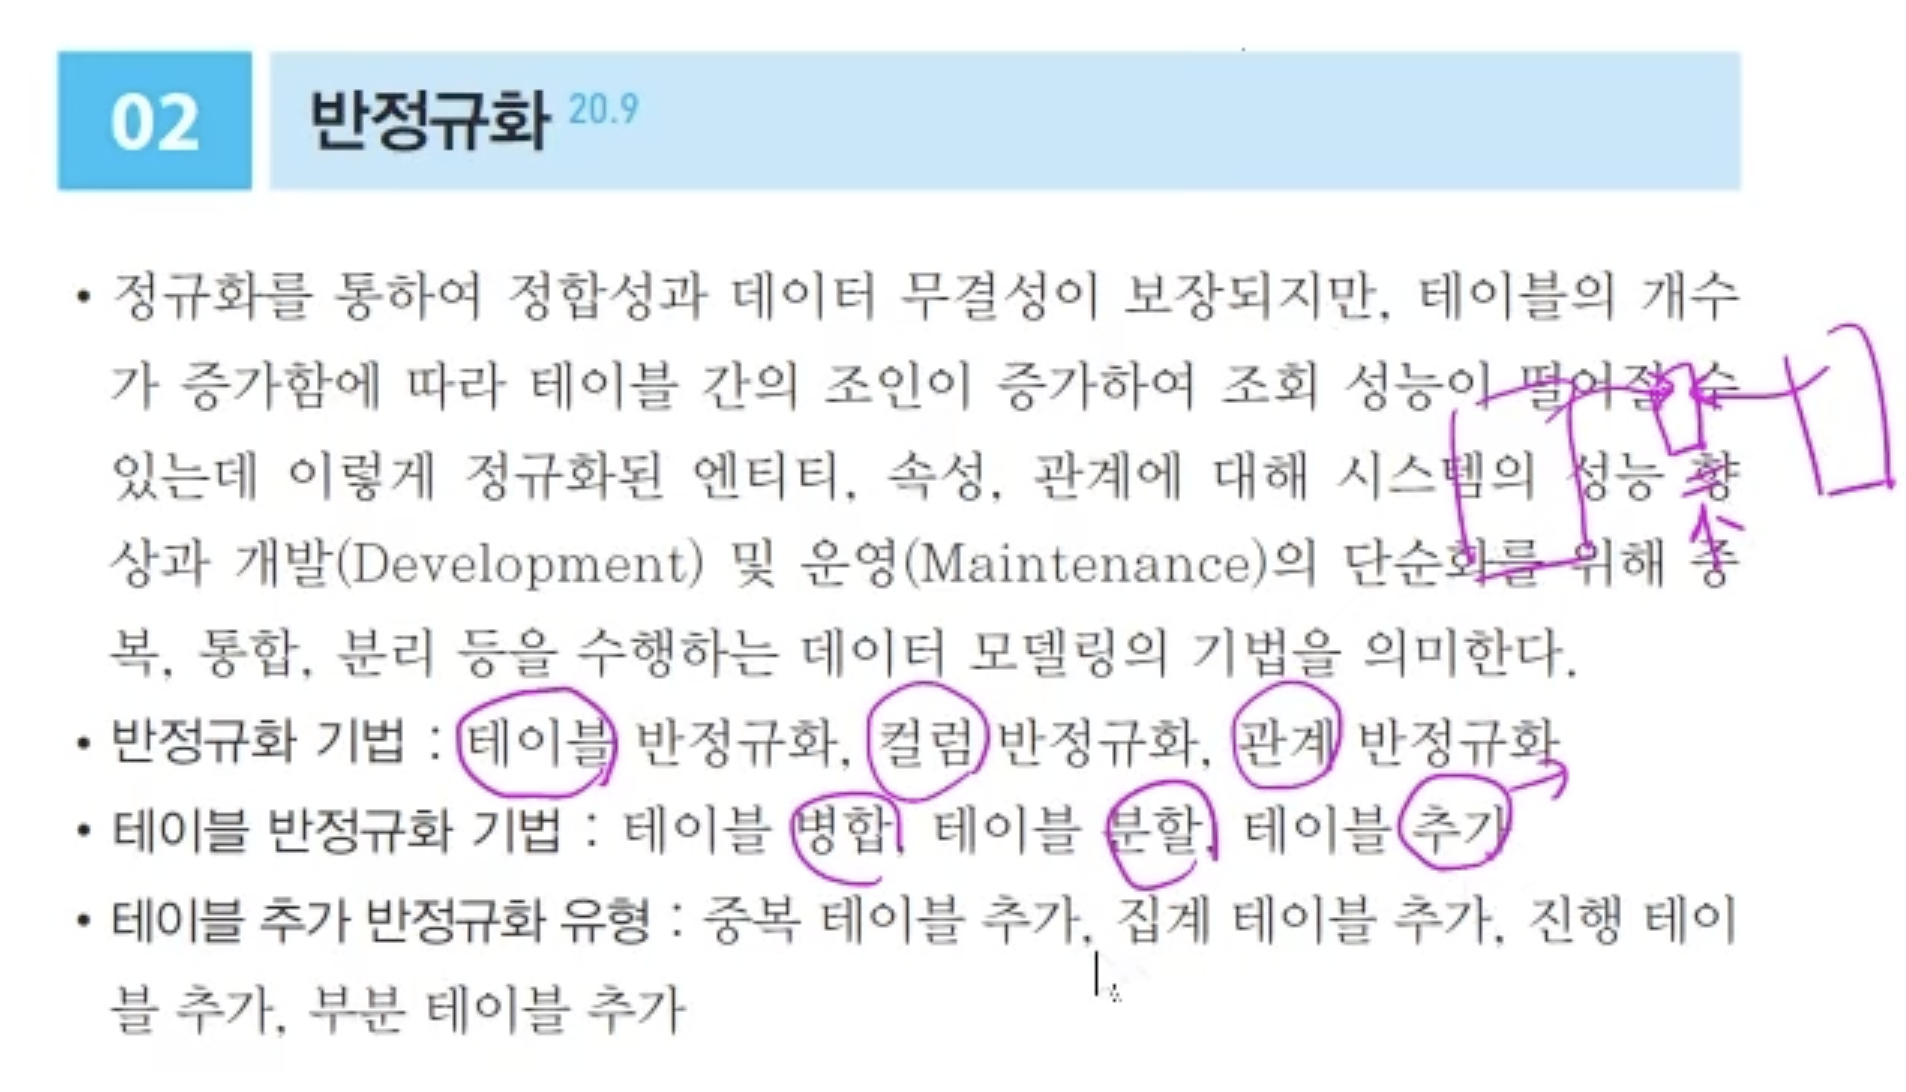 02 반정규화 20.9
• 정규화를 통하여 정합성과 데이터 무결성이 보장되지만, 테이블의 개수
가 증가함에 따라 테이블 간의 조인이 증가하여 조회 성능이 떨어질 수
있는데 이렇게 정규화된 엔티티, 속성, 관계에 대해 시스템의 성능 향
상과 개발(Development) 및 운영(Maintenance)의 단순화를 위해 중
복, 통합, 분리 등을 수행하는 데이터 모델링의 기법을 의미한다.
• 반정규화 기법 : 테이블 반정규화, 컬럼 반정규화, 관계 반정규화
• 테이블 반정규화 기법 : 테이블 병합, 테이블 분할, 테이블 추가
• 테이블 추가 반정규화 유형 : 중복 테이블 추가, 집계 테이블 추가, 진행 테이
블 추가, 부분 테이블 추가